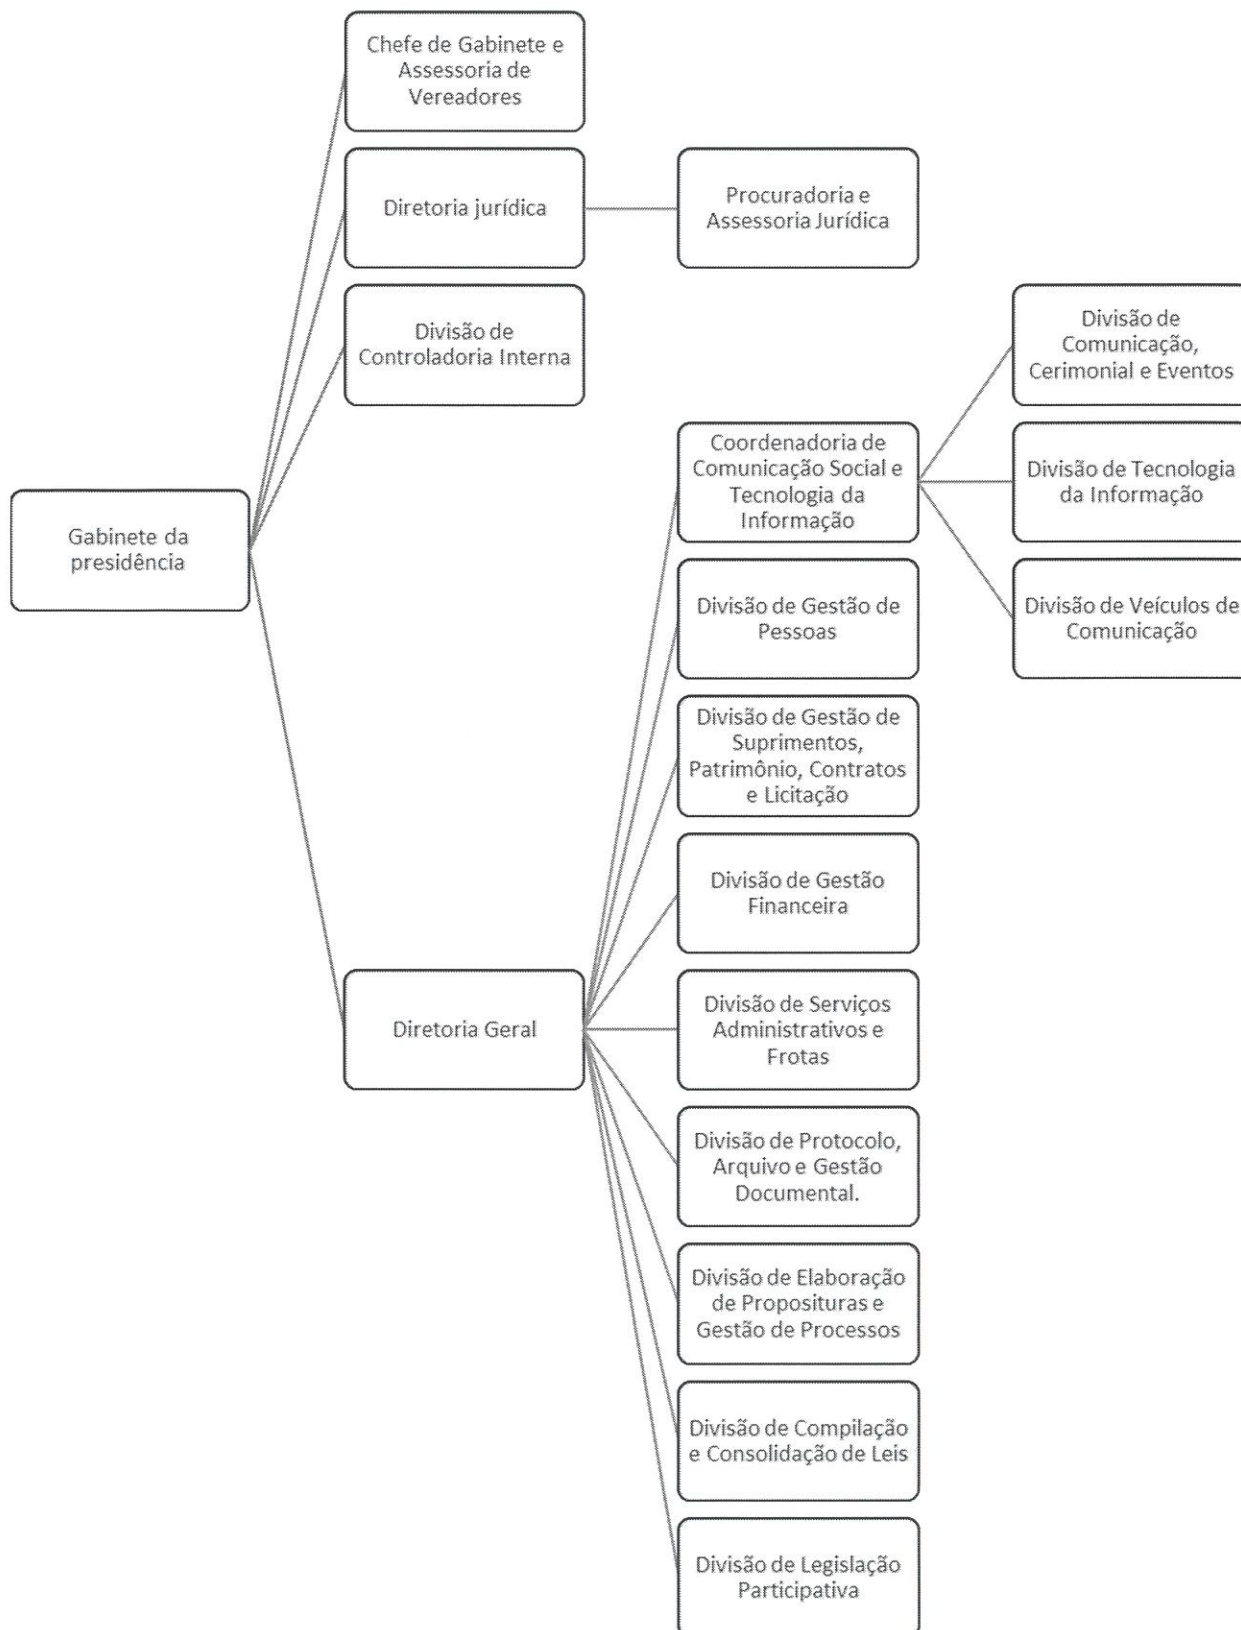 Chefe de Gabinete e
Assessoria de
Vereadores
Diretoria jurídica
Procuradoria e
Assessoria Jurídica
Divisão de
Controladoria Interna
Divisão de
Comunicação,
Cerimonial e Eventos
Coordenadoria de
Comunicação Social e
Tecnologia da
Informação
Divisão de Tecnologia
da Informação
Gabinete da
presidência
Divisão de Gestão de
Pessoas
Divisão de Veículos de
Comunicação
Divisão de Gestão de
Suprimentos,
Patrimônio, Contratos
e Licitação
Divisão de Gestão
Financeira
Diretoria Geral
Divisão de Serviços
Administrativos e
Frotas
Divisão de Protocolo,
Arquivo e Gestão
Documental.
Divisão de Elaboração
de Proposituras e
Gestão de Processos
Divisão de Compilação
e Consolidação de Leis
Divisão de Legislação
Participativa